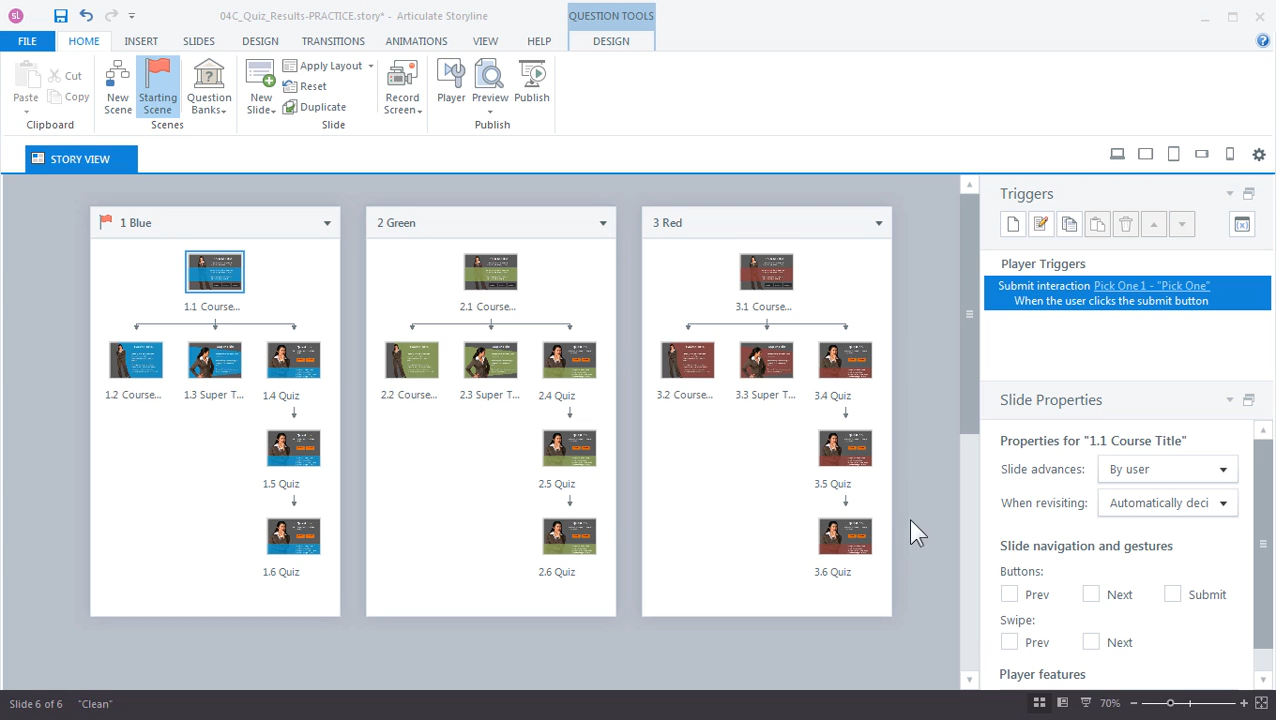 sl
04C_Quiz_Results-PRACTICE.story* - Articulate Storyline
QUESTION TOOLS
FILE HOME INSERT SLIDES DESIGN TRANSITIONS ANIMATIONS VIEW HELP DESIGN
Paste
Cut
Copy
Clipboard
New Scene
Starting Scene
Question Banks
Scenes
New Slide
Apply Layout
Reset
Duplicate
Slide
Record Screen
Player
Preview
Publish
Publish
STORY VIEW
1 Blue
1.1 Course...
1.2 Course...
1.3 Super T...
1.4 Quiz
1.5 Quiz
1.6 Quiz
2 Green
2.1 Course...
2.2 Course...
2.3 Super T...
2.4 Quiz
2.5 Quiz
2.6 Quiz
3 Red
3.1 Course...
3.2 Course...
3.3 Super T...
3.4 Quiz
3.5 Quiz
3.6 Quiz
Triggers
Player Triggers
Submit interaction Pick One 1 - "Pick One"
When the user clicks the submit button
Slide Properties
Properties for "1.1 Course Title"
Slide advances: By user
When revisiting: Automatically deci
Slide navigation and gestures
Buttons:
Prev Next Submit
Swipe:
Prev Next
Player features
Slide 6 of 6 "Clean"
70%